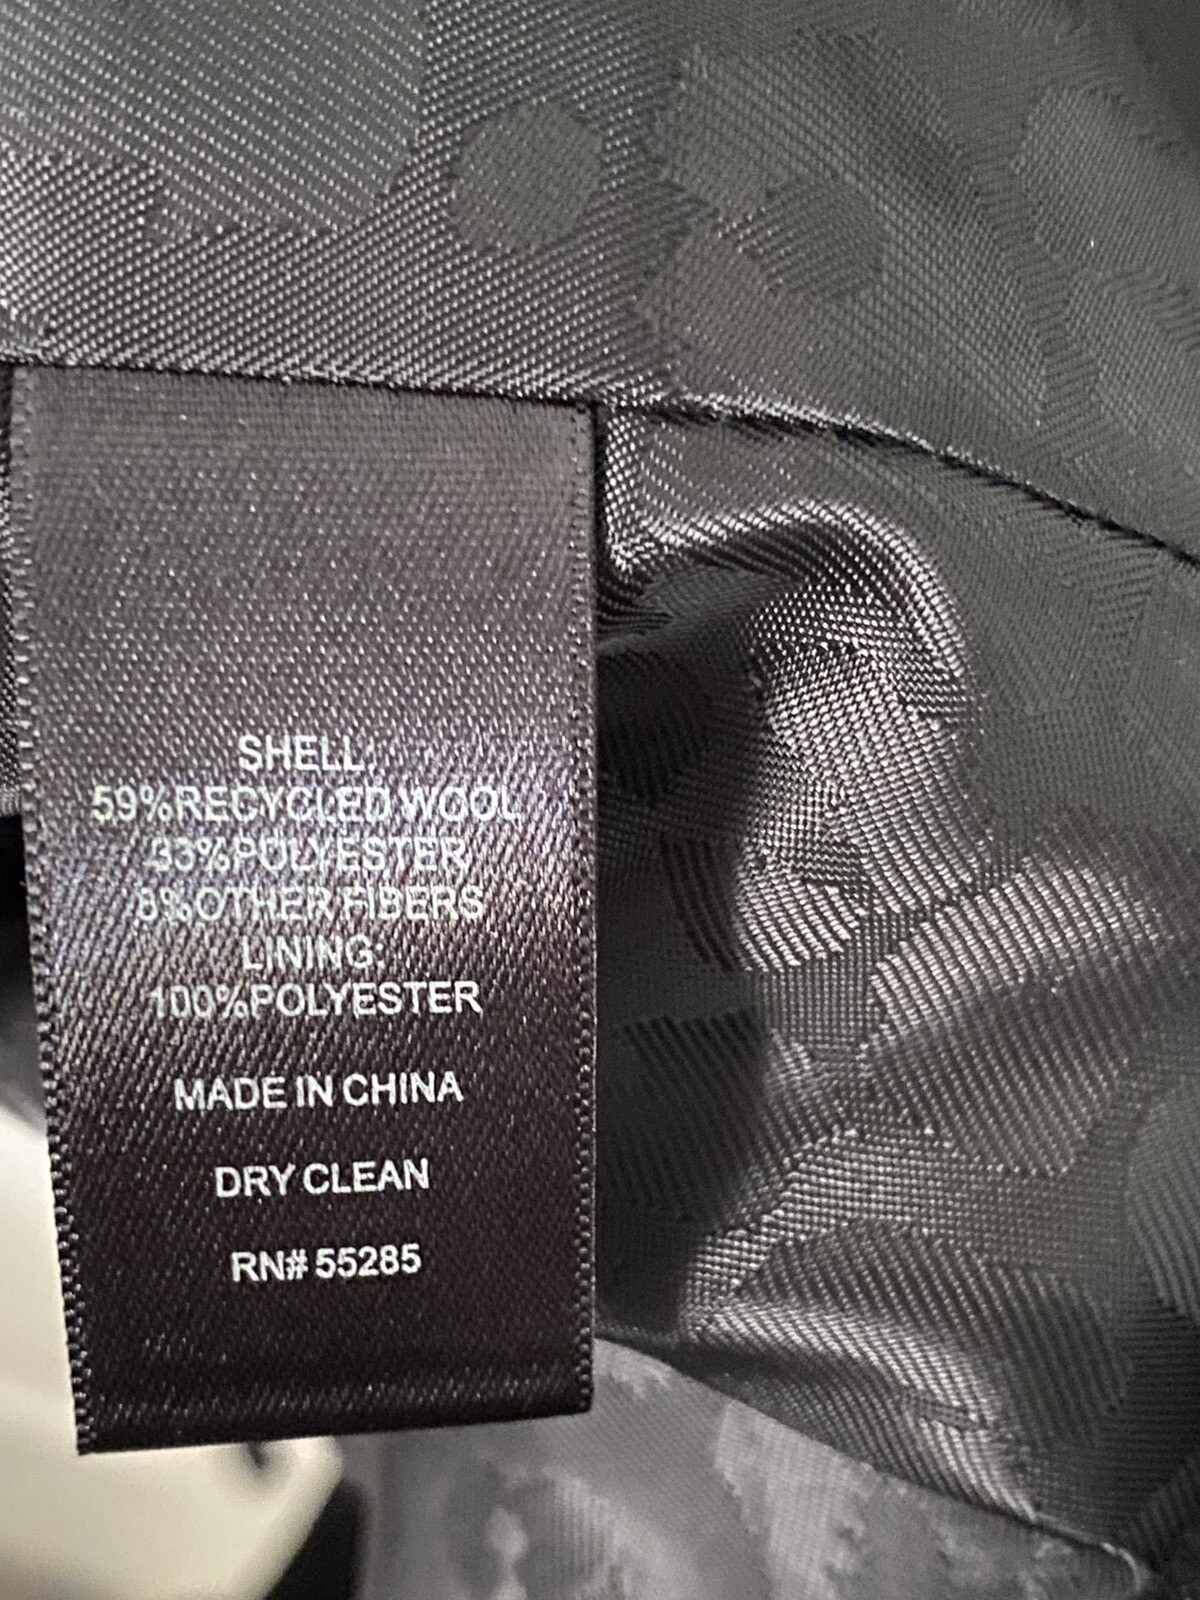 SHELL:
59%RECYCLED WOOL
33%POLYESTER
8%OTHER FIBERS
LINING:
100%POLYESTER
MADE IN CHINA
DRY CLEAN
RN# 55285